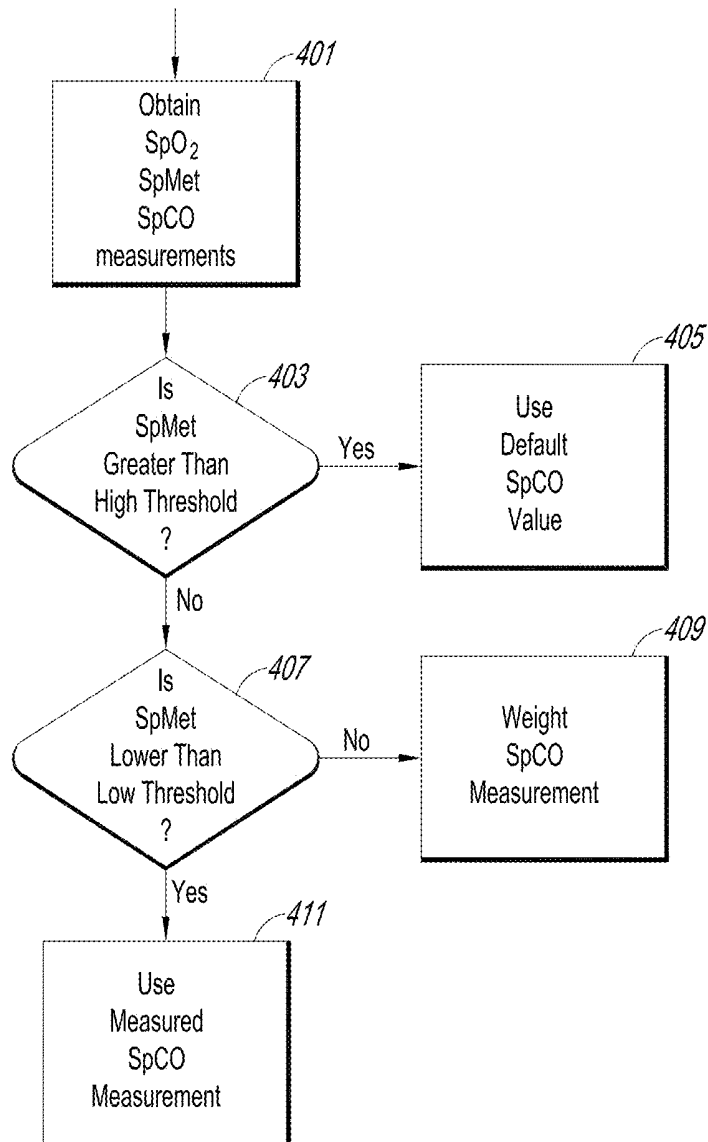 401
Obtain
SpO₂
SpMet
SpCO
measurements
403
Is
SpMet
Greater Than
High Threshold
?
Yes
405
Use
Default
SpCO
Value
No
407
Is
SpMet
Lower Than
Low Threshold
?
No
409
Weight
SpCO
Measurement
Yes
411
Use
Measured
SpCO
Measurement